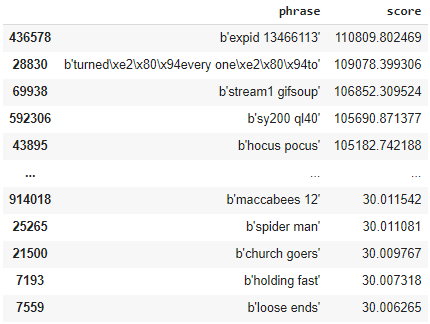 phrase score
436578 b'expid 13466113' 110809.802469
28830 b'turned\xe2\x80\x94every one\xe2\x80\x94to' 109078.399306
69938 b'stream1 gifsoup' 106852.309524
592306 b'sy200 ql40' 105690.871377
43895 b'hocus pocus' 105182.742188
... ... ...
914018 b'maccabees 12' 30.011542
25265 b'spider man' 30.011081
21500 b'church goers' 30.009767
7193 b'holding fast' 30.007318
7559 b'loose ends' 30.006265